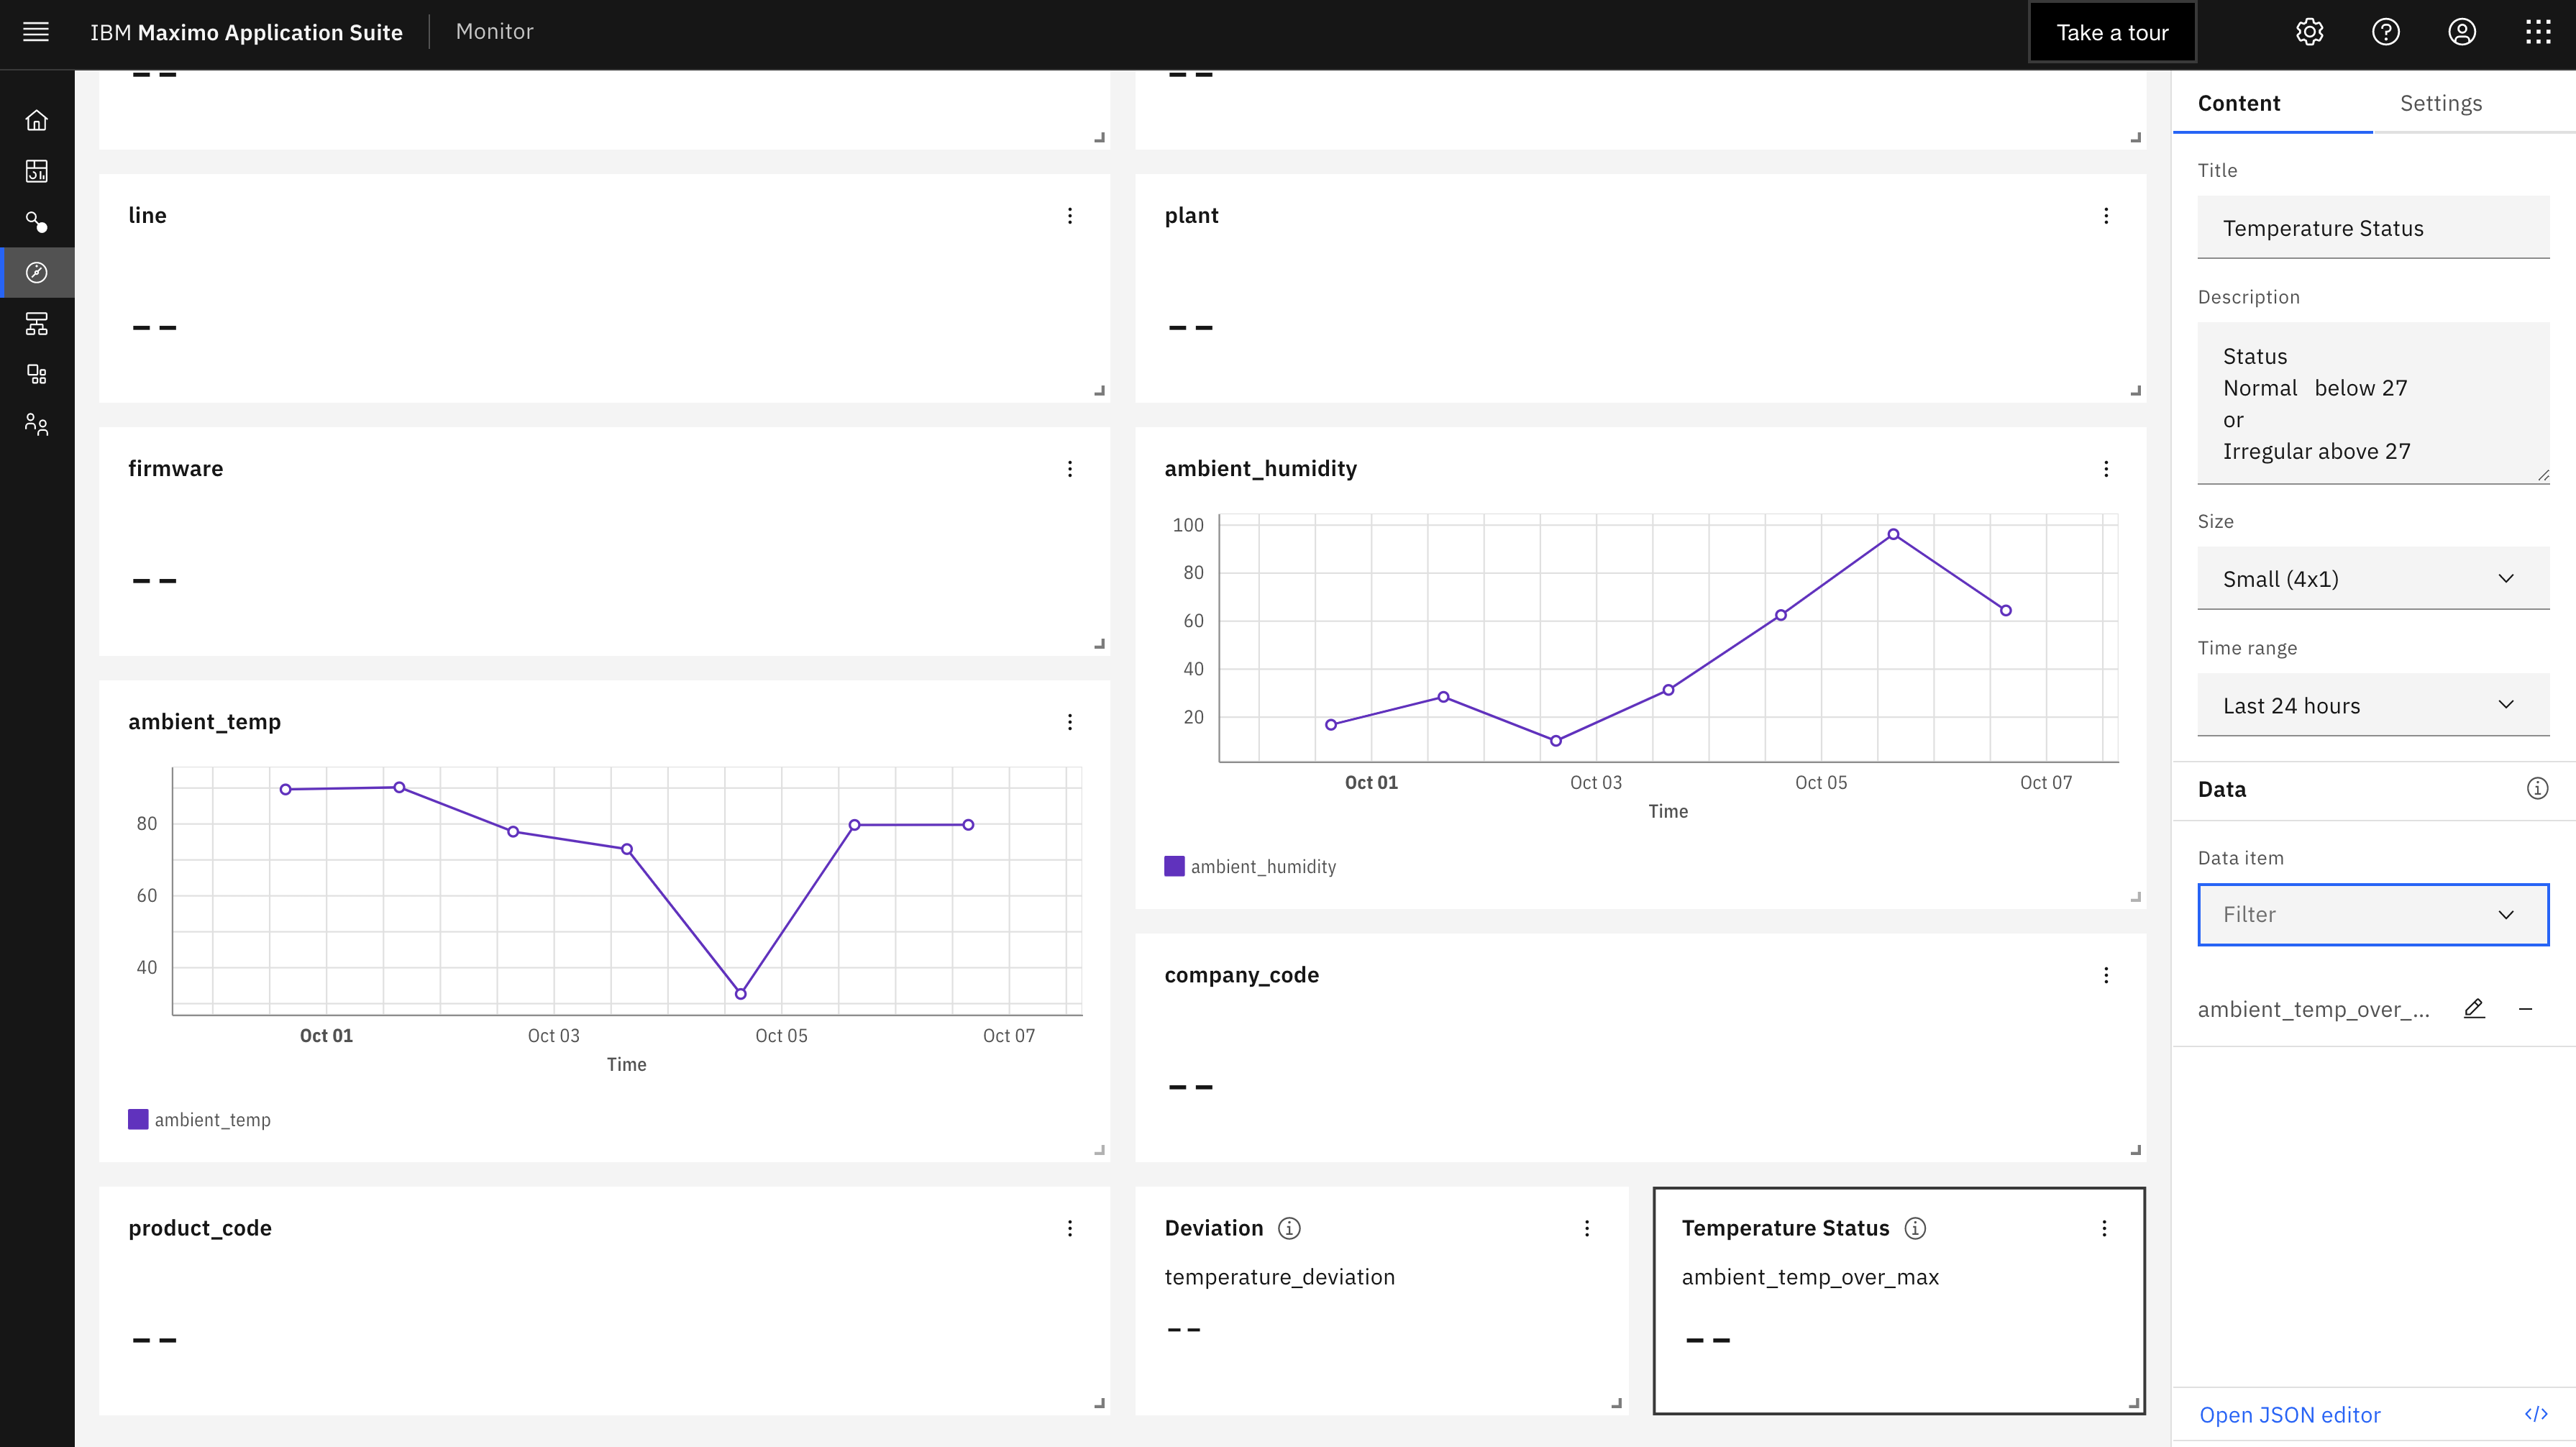 IBM Maximo Application Suite
Monitor
Take a tour
--
--
line
--
plant
--
firmware
--
ambient_humidity
100
80
60
40
20
Oct 01
Oct 03
Oct 05
Oct 07
Time
ambient_humidity
ambient_temp
80
60
40
Oct 01
Oct 03
Oct 05
Oct 07
Time
ambient_temp
company_code
--
product_code
--
Deviation
temperature_deviation
--
Temperature Status
ambient_temp_over_max
--
Content
Settings
Title
Temperature Status
Description
Status
Normal   below 27
or
Irregular above 27
Size
Small (4x1)
Time range
Last 24 hours
Data
Data item
Filter
ambient_temp_over_...
Open JSON editor